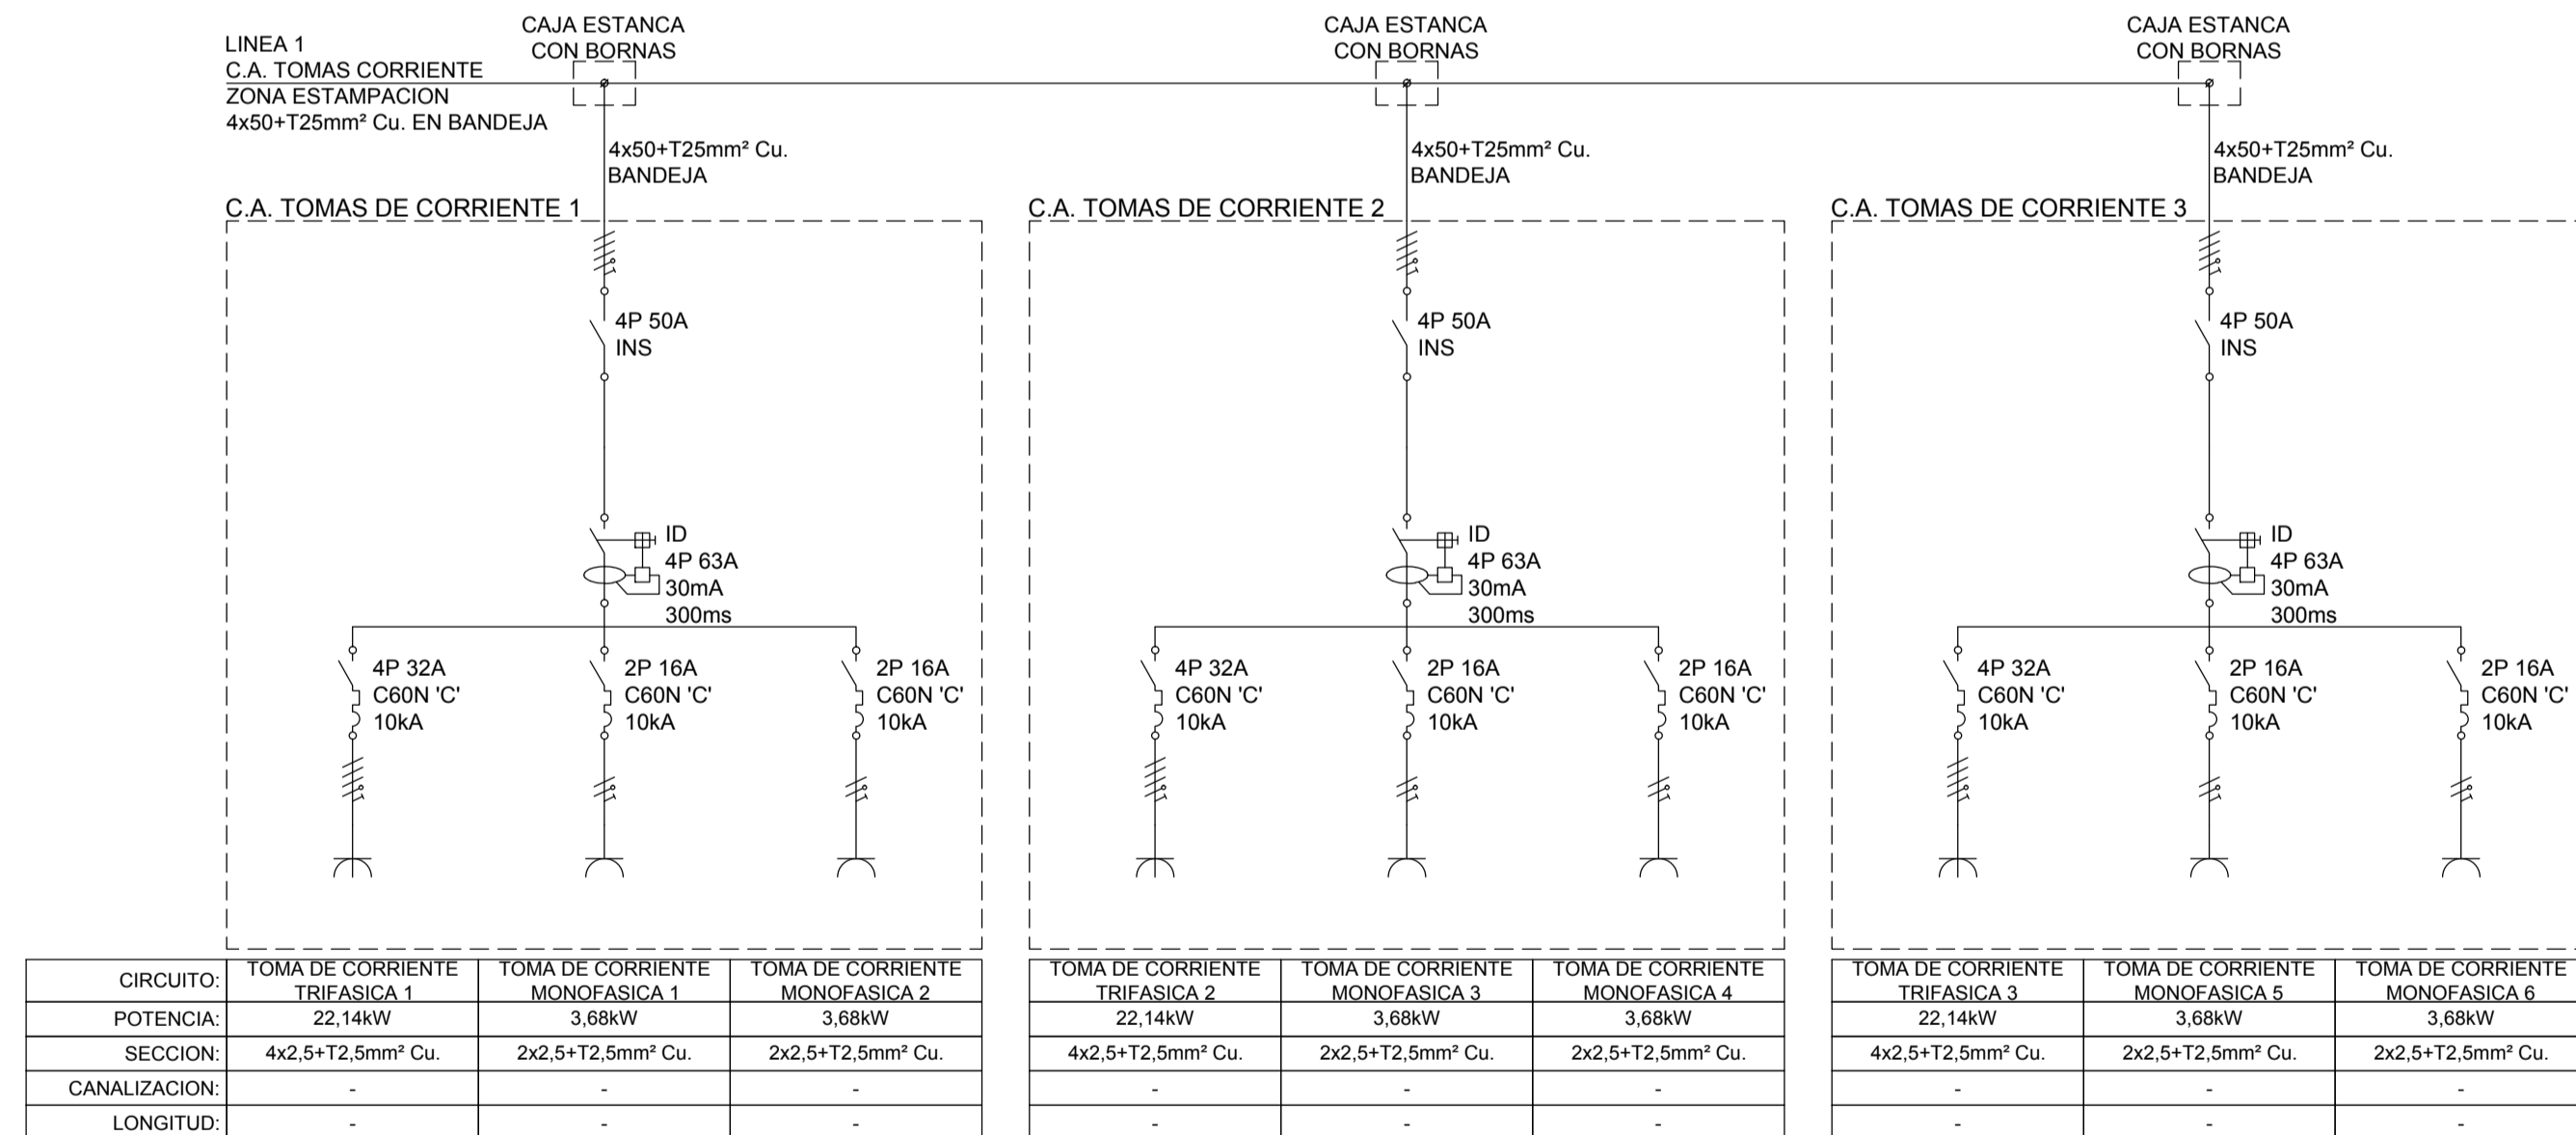 LINEA 1
C.A. TOMAS CORRIENTE
ZONA ESTAMPACION
4x50+T25mm² Cu. EN BANDEJA
CAJA ESTANCA
CON BORNAS
CAJA ESTANCA
CON BORNAS
CAJA ESTANCA
CON BORNAS
4x50+T25mm² Cu.
BANDEJA
4x50+T25mm² Cu.
BANDEJA
4x50+T25mm² Cu.
BANDEJA
C.A. TOMAS DE CORRIENTE 1
4P 50A
INS
ID
4P 63A
30mA
300ms
4P 32A
C60N 'C'
10kA
2P 16A
C60N 'C'
10kA
2P 16A
C60N 'C'
10kA
C.A. TOMAS DE CORRIENTE 2
4P 50A
INS
ID
4P 63A
30mA
300ms
4P 32A
C60N 'C'
10kA
2P 16A
C60N 'C'
10kA
2P 16A
C60N 'C'
10kA
C.A. TOMAS DE CORRIENTE 3
4P 50A
INS
ID
4P 63A
30mA
300ms
4P 32A
C60N 'C'
10kA
2P 16A
C60N 'C'
10kA
2P 16A
C60N 'C'
10kA
CIRCUITO:
TOMA DE CORRIENTE
TRIFASICA 1
TOMA DE CORRIENTE
MONOFASICA 1
TOMA DE CORRIENTE
MONOFASICA 2
TOMA DE CORRIENTE
TRIFASICA 2
TOMA DE CORRIENTE
MONOFASICA 3
TOMA DE CORRIENTE
MONOFASICA 4
TOMA DE CORRIENTE
TRIFASICA 3
TOMA DE CORRIENTE
MONOFASICA 5
TOMA DE CORRIENTE
MONOFASICA 6
POTENCIA: 22,14kW 3,68kW 3,68kW 22,14kW 3,68kW 3,68kW 22,14kW 3,68kW 3,68kW
SECCION: 4x2,5+T2,5mm² Cu. 2x2,5+T2,5mm² Cu. 2x2,5+T2,5mm² Cu. 4x2,5+T2,5mm² Cu. 2x2,5+T2,5mm² Cu. 2x2,5+T2,5mm² Cu. 4x2,5+T2,5mm² Cu. 2x2,5+T2,5mm² Cu. 2x2,5+T2,5mm² Cu.
CANALIZACION: - - - - - - - - -
LONGITUD: - - - - - - - - -